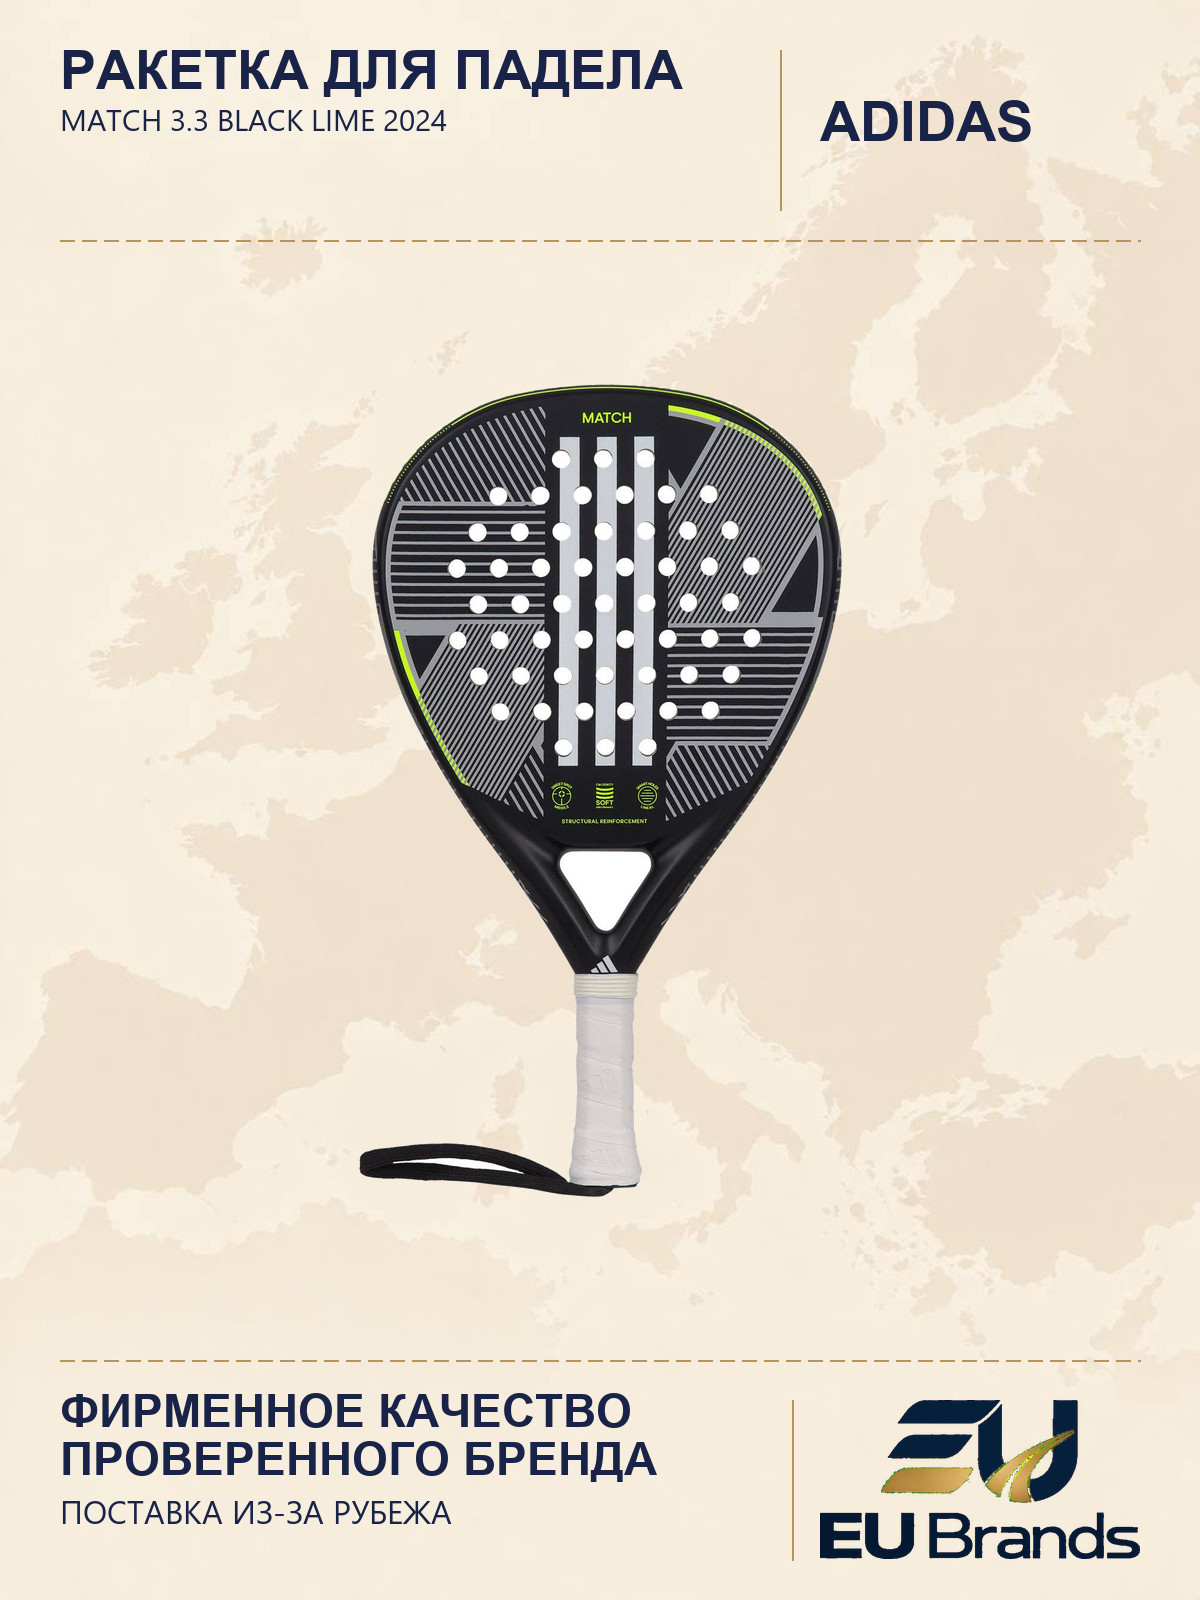 РАКЕТКА ДЛЯ ПАДЕЛА
MATCH 3.3 BLACK LIME 2024
ADIDAS
MATCH
SOFT
STRUCTURAL REINFORCEMENT
ФИРМЕННОЕ КАЧЕСТВО
ПРОВЕРЕННОГО БРЕНДА
ПОСТАВКА ИЗ-ЗА РУБЕЖА
EU
EU Brands